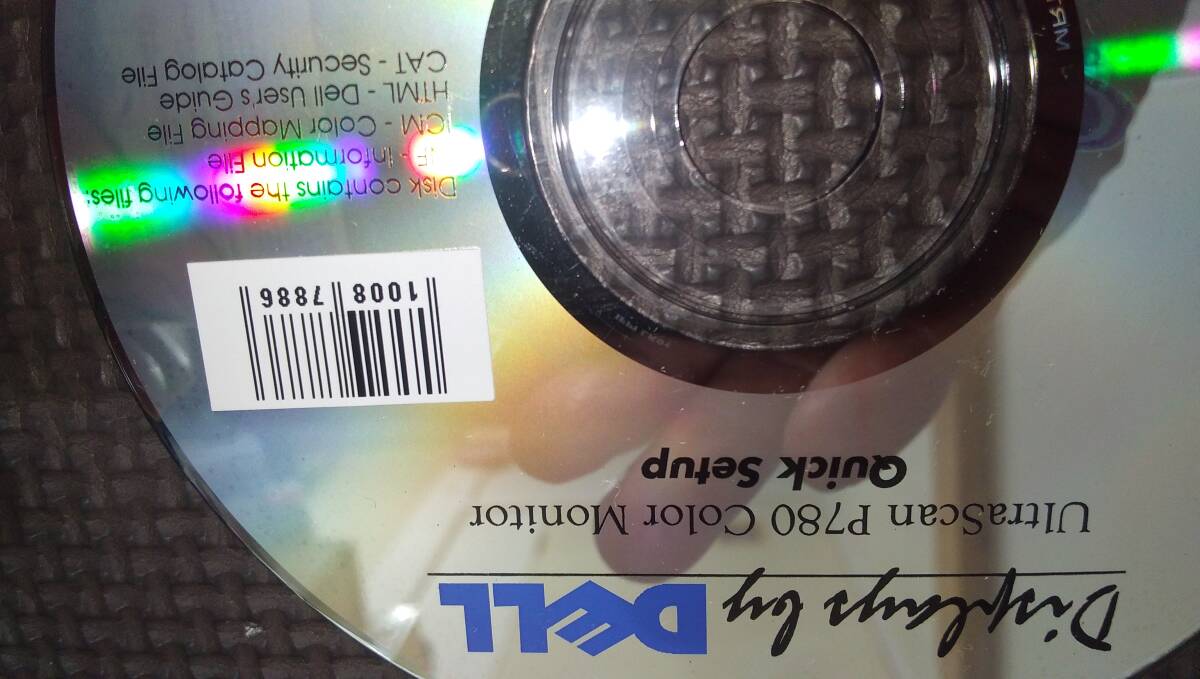 Displays by DELL
UltraScan P780 Color Monitor
Quick Setup
1008 7886
Disk contains the following files:
INF - Information File
ICM - Color Mapping File
HTML - Dell User's Guide
CAT - Security Catalog File